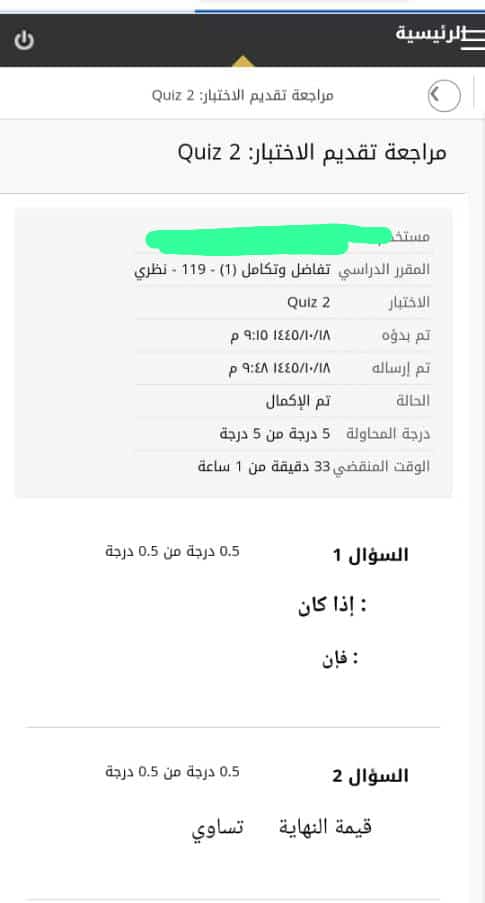 الرئيسية
مراجعة تقديم الاختبار: Quiz 2
مراجعة تقديم الاختبار: Quiz 2
المقرر الدراسي تفاضل وتكامل (1) - 119 - نظري
الاختبار Quiz 2
تم بدؤه ١٤٤٥/١٠/١٨ ٩:١٥ م
تم إرساله ١٤٤٥/١٠/١٨ ٩:٤٨ م
الحالة تم الإكمال
درجة المحاولة 5 درجة من 5 درجة
الوقت المنقضي 33 دقيقة من 1 ساعة
السؤال 1 0.5 درجة من 0.5 درجة
: إذا كان
: فإن
السؤال 2 0.5 درجة من 0.5 درجة
قيمة النهاية تساوي